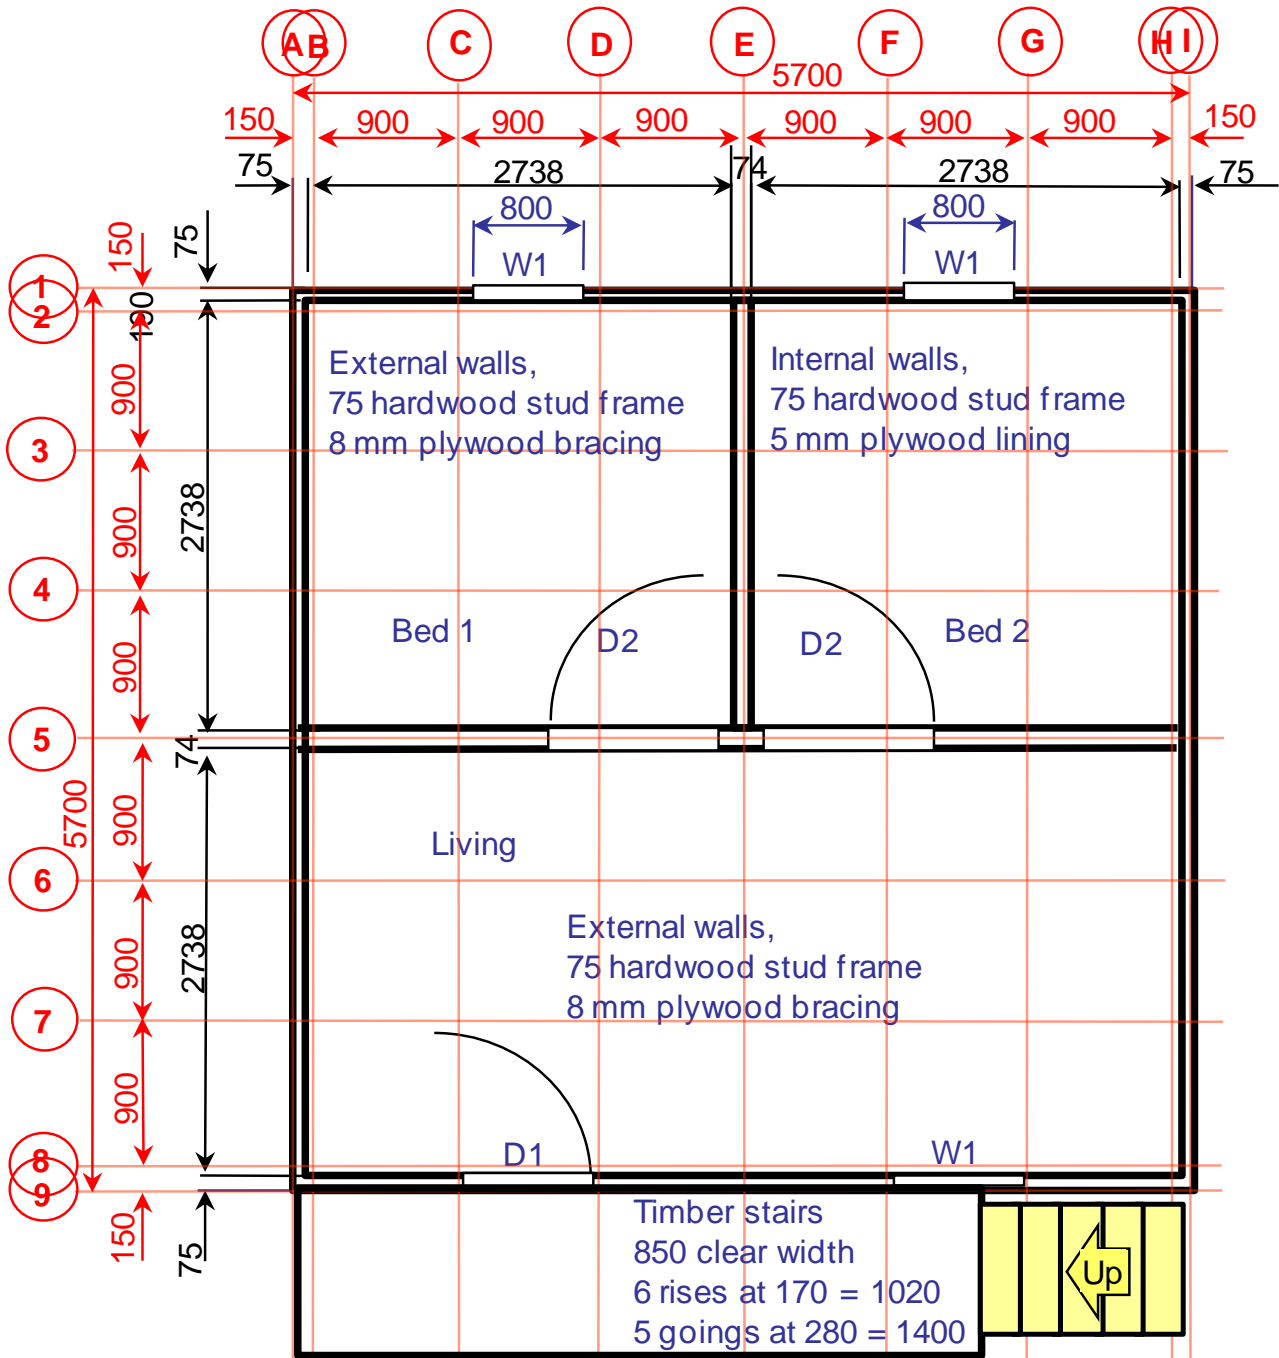 A B C D E F G H I
5700
150 900 900 900 900 900 900 150
75 2738 74 2738 75
800 800
W1 W1
1
2
3
4
5
6
7
8
9
150
190
900
900
900
900
900
900
150
5700
75
2738
74
2738
75
External walls,
75 hardwood stud frame
8 mm plywood bracing
Internal walls,
75 hardwood stud frame
5 mm plywood lining
Bed 1
D2
D2
Bed 2
Living
External walls,
75 hardwood stud frame
8 mm plywood bracing
D1
W1
Timber stairs
850 clear width
6 rises at 170 = 1020
5 goings at 280 = 1400
Up